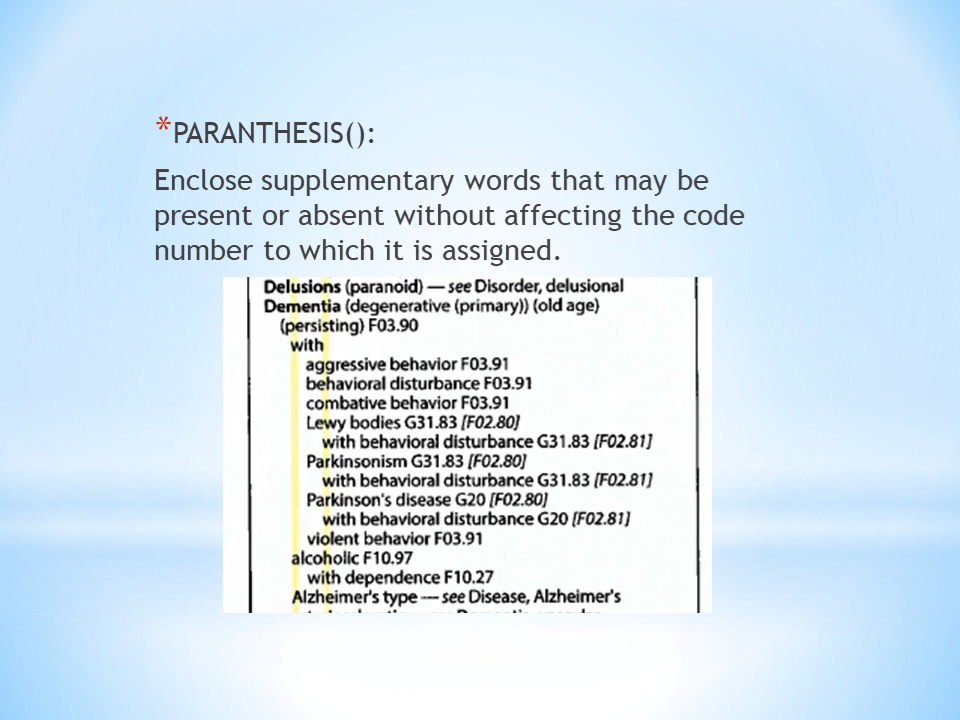 *PARANTHESIS():
Enclose supplementary words that may be
present or absent without affecting the code
number to which it is assigned.
Delusions (paranoid) — see Disorder, delusional
Dementia (degenerative (primary)) (old age)
(persisting) F03.90
with
aggressive behavior F03.91
behavioral disturbance F03.91
combative behavior F03.91
Lewy bodies G31.83 [F02.80]
with behavioral disturbance G31.83 [F02.81]
Parkinsonism G31.83 [F02.80]
with behavioral disturbance G31.83 [F02.81]
Parkinson's disease G20 [F02.80]
with behavioral disturbance G20 [F02.81]
violent behavior F03.91
alcoholic F10.97
with dependence F10.27
Alzheimer's type — see Disease, Alzheimer's